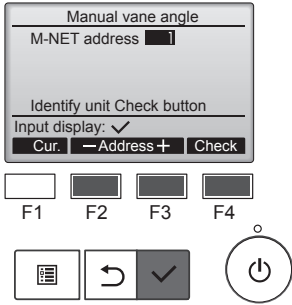 Manual vane angle
M-NET address 1
Identify unit Check button
Input display: ✓
Cur. －Address＋ Check
F1 F2 F3 F4